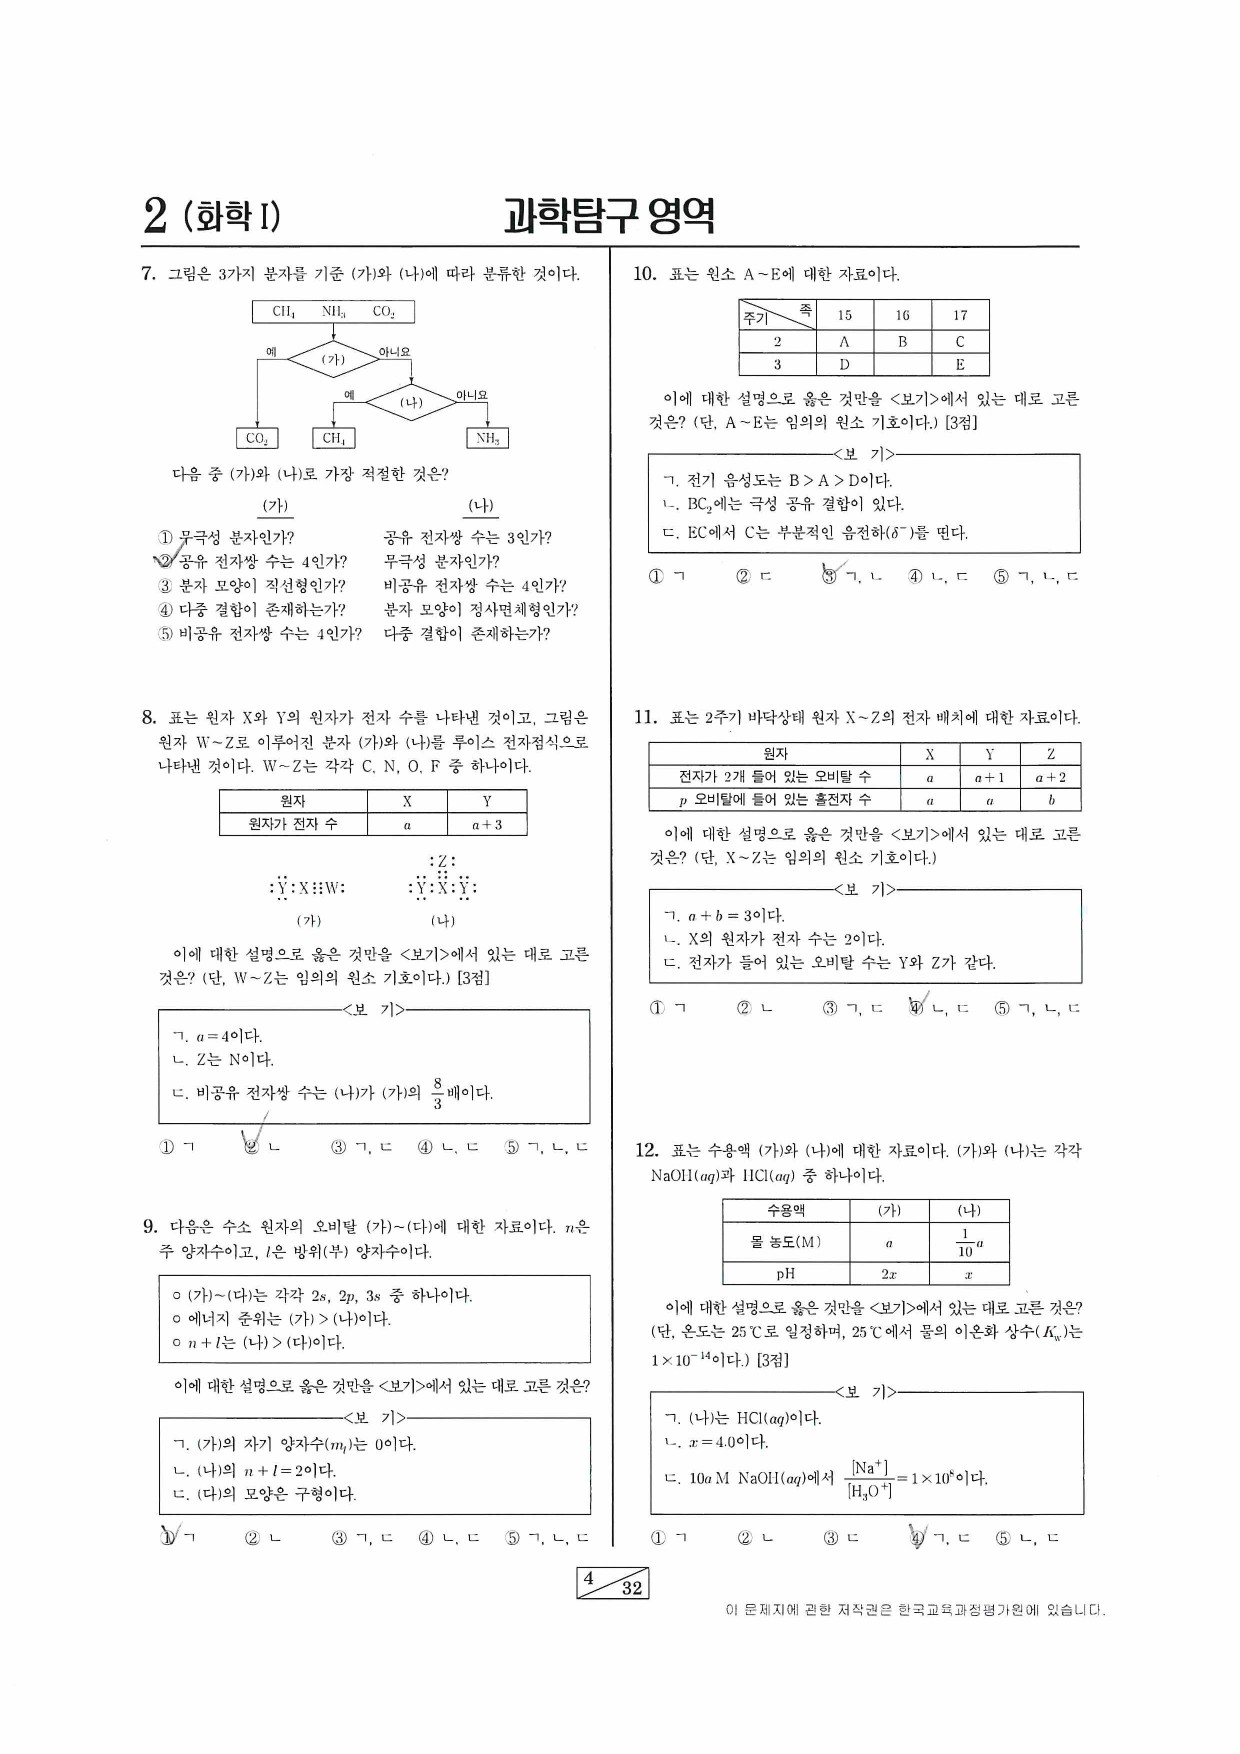 2 (화학 I)
과학탐구 영역
7. 그림은 3가지 분자를 기준 (가)와 (나)에 따라 분류한 것이다.
CH₄ NH₃ CO₂
(가)
예
아니요
(나)
예
아니요
CO₂
CH₄
NH₃
다음 중 (가)와 (나)로 가장 적절한 것은?
(가) (나)
① 무극성 분자인가? 공유 전자쌍 수는 3인가?
② 공유 전자쌍 수는 4인가? 무극성 분자인가?
③ 분자 모양이 직선형인가? 비공유 전자쌍 수는 4인가?
④ 다중 결합이 존재하는가? 분자 모양이 정사면체형인가?
⑤ 비공유 전자쌍 수는 4인가? 다중 결합이 존재하는가?
8. 표는 원자 X와 Y의 원자가 전자 수를 나타낸 것이고, 그림은
원자 W~Z로 이루어진 분자 (가)와 (나)를 루이스 전자점식으로
나타낸 것이다. W~Z는 각각 C, N, O, F 중 하나이다.
원자 X Y
원자가 전자 수 a a+3
:Z:
:Y:X⋮⋮W: :Y:X:Y:
(가) (나)
이에 대한 설명으로 옳은 것만을 <보기>에서 있는 대로 고른
것은? (단, W~Z는 임의의 원소 기호이다.) [3점]
<보 기>
ㄱ. a=4이다.
ㄴ. Z는 N이다.
ㄷ. 비공유 전자쌍 수는 (나)가 (가)의 8/3배이다.
① ㄱ ② ㄴ ③ ㄱ, ㄷ ④ ㄴ, ㄷ ⑤ ㄱ, ㄴ, ㄷ
9. 다음은 수소 원자의 오비탈 (가)~(다)에 대한 자료이다. n은
주 양자수이고, l은 방위(부) 양자수이다.
○ (가)~(다)는 각각 2s, 2p, 3s 중 하나이다.
○ 에너지 준위는 (가) > (나)이다.
○ n+l는 (나) > (다)이다.
이에 대한 설명으로 옳은 것만을 <보기>에서 있는 대로 고른 것은?
<보 기>
ㄱ. (가)의 자기 양자수(mₗ)는 0이다.
ㄴ. (나)의 n+l=2이다.
ㄷ. (다)의 모양은 구형이다.
① ㄱ ② ㄴ ③ ㄱ, ㄷ ④ ㄴ, ㄷ ⑤ ㄱ, ㄴ, ㄷ
10. 표는 원소 A~E에 대한 자료이다.
주기 족 15 16 17
2 A B C
3 D E
이에 대한 설명으로 옳은 것만을 <보기>에서 있는 대로 고른
것은? (단, A~E는 임의의 원소 기호이다.) [3점]
<보 기>
ㄱ. 전기 음성도는 B > A > D이다.
ㄴ. BC₂에는 극성 공유 결합이 있다.
ㄷ. EC에서 C는 부분적인 음전하(δ⁻)를 띤다.
① ㄱ ② ㄷ ③ ㄱ, ㄴ ④ ㄴ, ㄷ ⑤ ㄱ, ㄴ, ㄷ
11. 표는 2주기 바닥상태 원자 X~Z의 전자 배치에 대한 자료이다.
원자 X Y Z
전자가 2개 들어 있는 오비탈 수 a a+1 a+2
p 오비탈에 들어 있는 홀전자 수 a a b
이에 대한 설명으로 옳은 것만을 <보기>에서 있는 대로 고른
것은? (단, X~Z는 임의의 원소 기호이다.)
<보 기>
ㄱ. a+b=3이다.
ㄴ. X의 원자가 전자 수는 2이다.
ㄷ. 전자가 들어 있는 오비탈 수는 Y와 Z가 같다.
① ㄱ ② ㄴ ③ ㄱ, ㄷ ④ ㄴ, ㄷ ⑤ ㄱ, ㄴ, ㄷ
12. 표는 수용액 (가)와 (나)에 대한 자료이다. (가)와 (나)는 각각
NaOH(aq)과 HCl(aq) 중 하나이다.
수용액 (가) (나)
몰 농도(M) a 1/10 a
pH 2x x
이에 대한 설명으로 옳은 것만을 <보기>에서 있는 대로 고른 것은?
(단, 온도는 25℃로 일정하며, 25℃에서 물의 이온화 상수(Kw)는
1×10⁻¹⁴이다.) [3점]
<보 기>
ㄱ. (나)는 HCl(aq)이다.
ㄴ. x=4.0이다.
ㄷ. 10a M NaOH(aq)에서 [Na⁺]/[H₃O⁺]=1×10⁸이다.
① ㄱ ② ㄴ ③ ㄷ ④ ㄱ, ㄷ ⑤ ㄴ, ㄷ
4 32
이 문제지에 관한 저작권은 한국교육과정평가원에 있습니다.